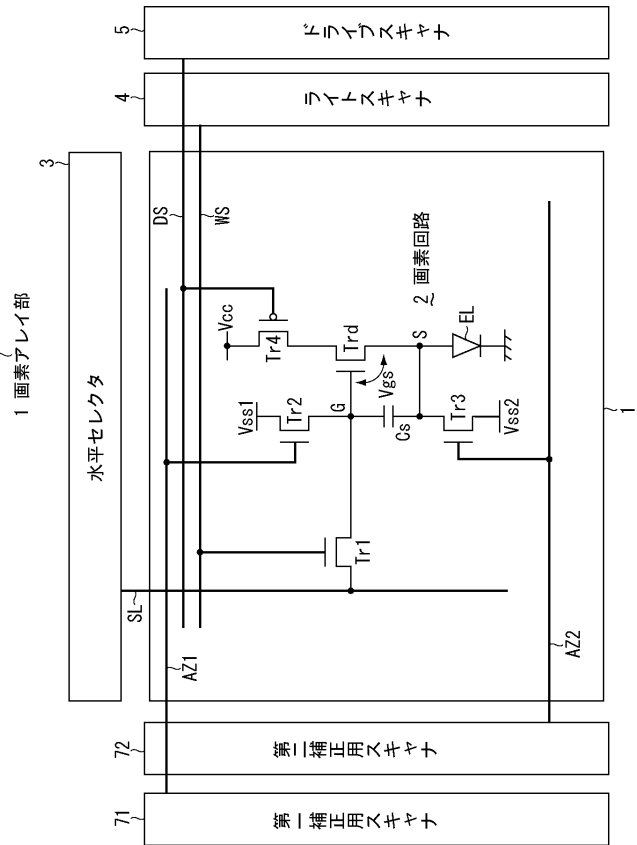 1 画素アレイ部
3
水平セレクタ
5
ドライブスキャナ
4
ライトスキャナ
DS
WS
2 画素回路
Vcc
Tr4
Trd
S
EL
Vgs
G
Vss1
Tr2
Cs
Tr3
Vss2
Tr1
SL
AZ1
AZ2
1
72
第二補正用スキャナ
71
第一補正用スキャナ